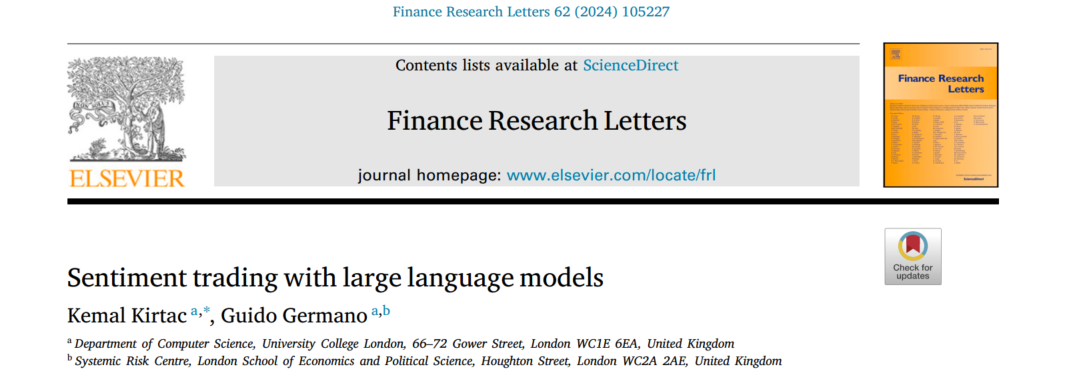 Finance Research Letters 62 (2024) 105227
Contents lists available at ScienceDirect
Finance Research Letters
journal homepage: www.elsevier.com/locate/frl
ELSEVIER
Finance Research
Letters
Check for
updates
Sentiment trading with large language models
Kemal Kirtac a,*, Guido Germano a,b
a Department of Computer Science, University College London, 66–72 Gower Street, London WC1E 6EA, United Kingdom
b Systemic Risk Centre, London School of Economics and Political Science, Houghton Street, London WC2A 2AE, United Kingdom